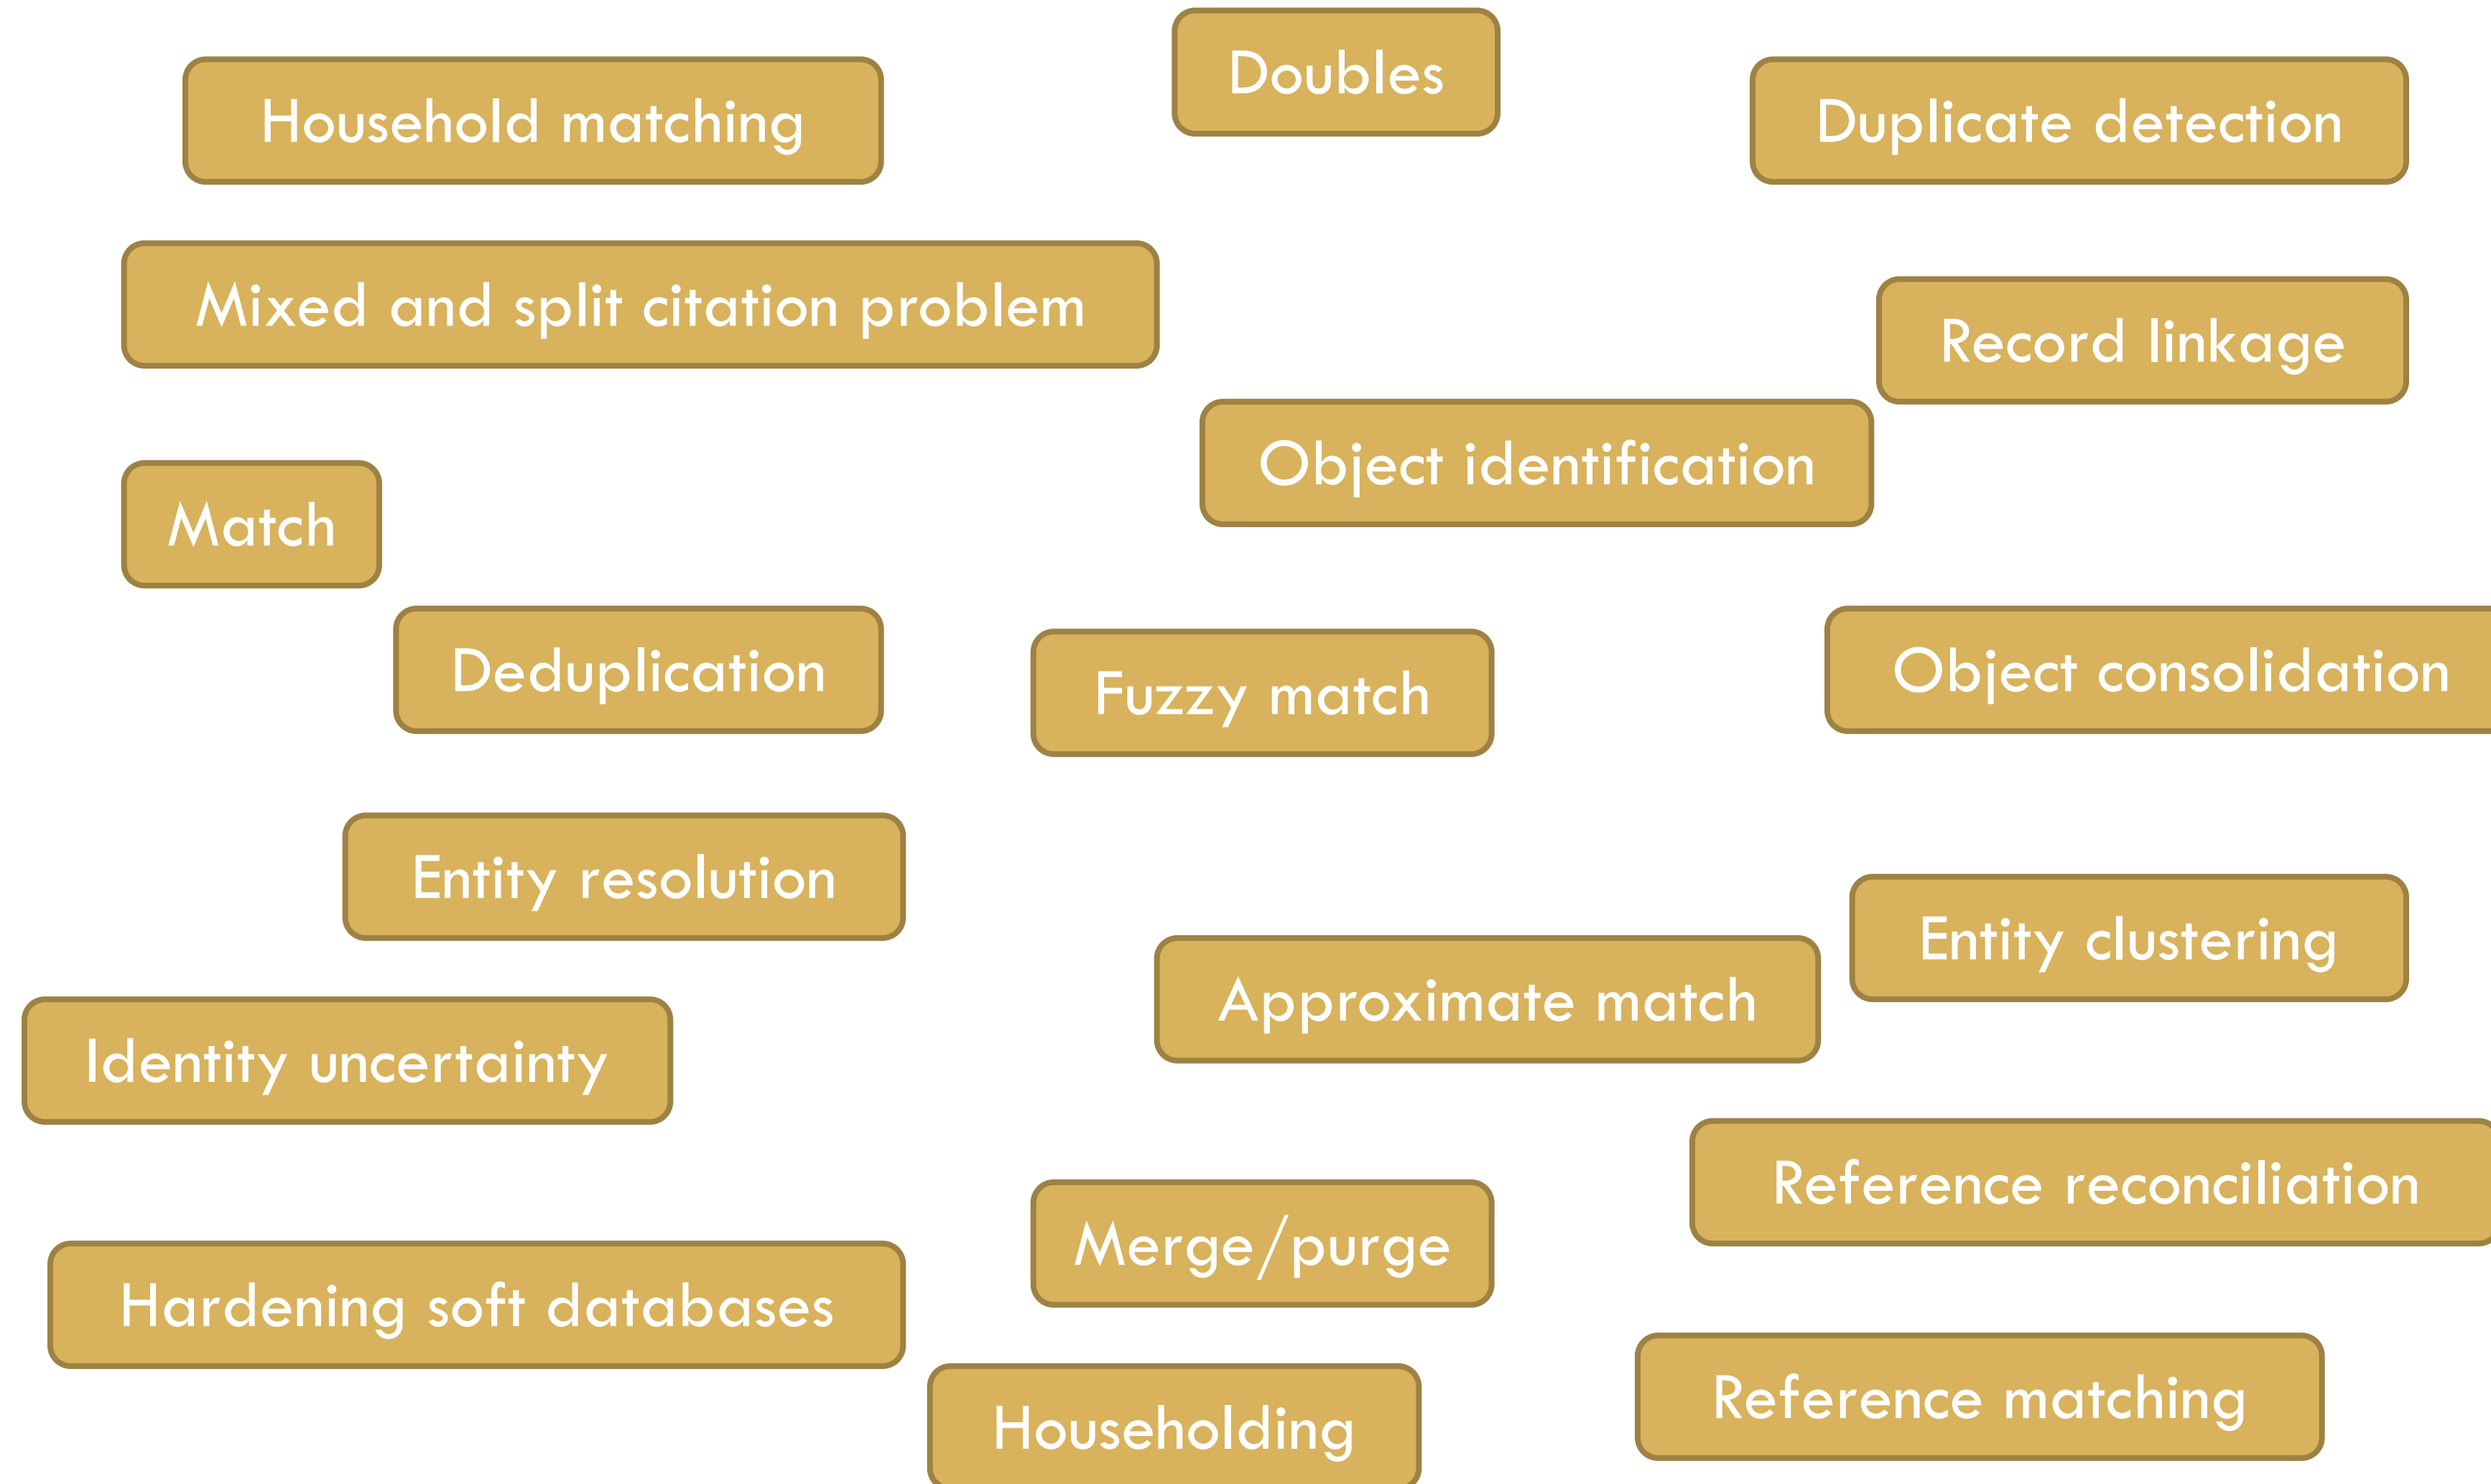 Doubles
Household matching
Duplicate detection
Mixed and split citation problem
Record linkage
Object identification
Match
Deduplication
Fuzzy match
Object consolidation
Entity resolution
Entity clustering
Approximate match
Identity uncertainty
Reference reconciliation
Merge/purge
Hardening soft databases
Reference matching
Householding